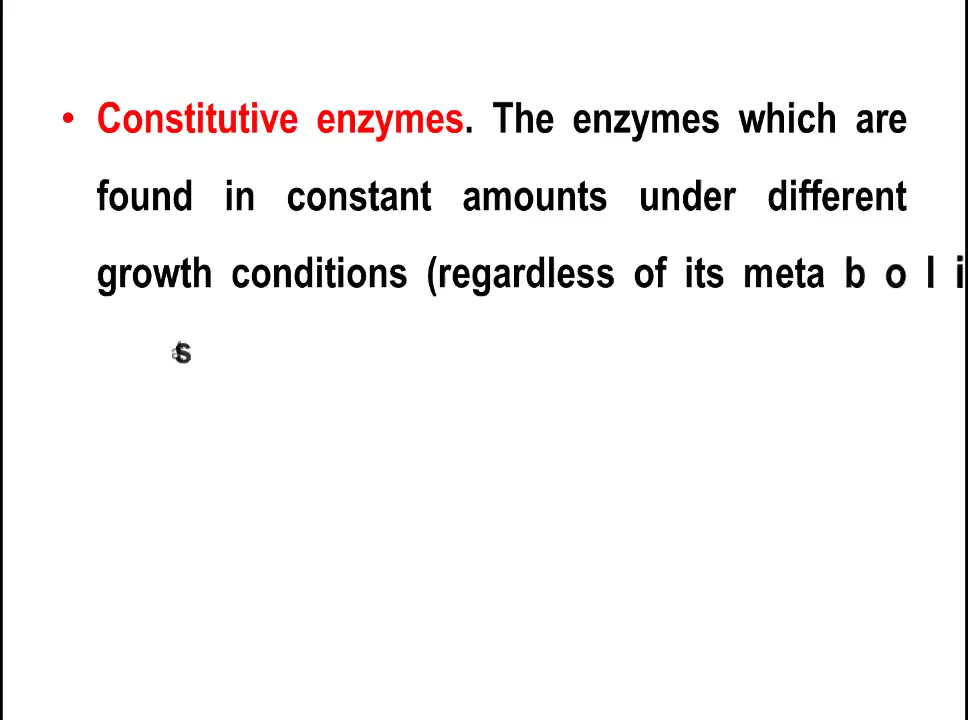 • Constitutive enzymes. The enzymes which are
found in constant amounts under different
growth conditions (regardless of its meta b o l i